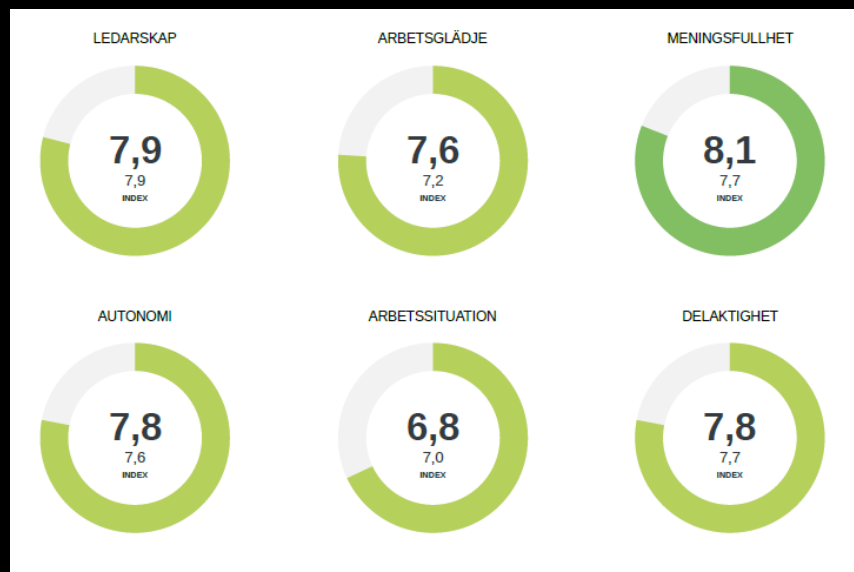 LEDARSKAP
7,9
7,9
INDEX
ARBETSGLÄDJE
7,6
7,2
INDEX
MENINGSFULLHET
8,1
7,7
INDEX
AUTONOMI
7,8
7,6
INDEX
ARBETSSITUATION
6,8
7,0
INDEX
DELAKTIGHET
7,8
7,7
INDEX